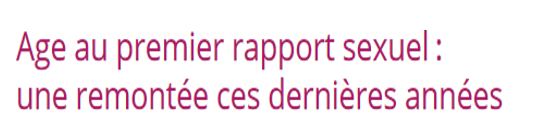 Age au premier rapport sexuel :
une remontée ces dernières années